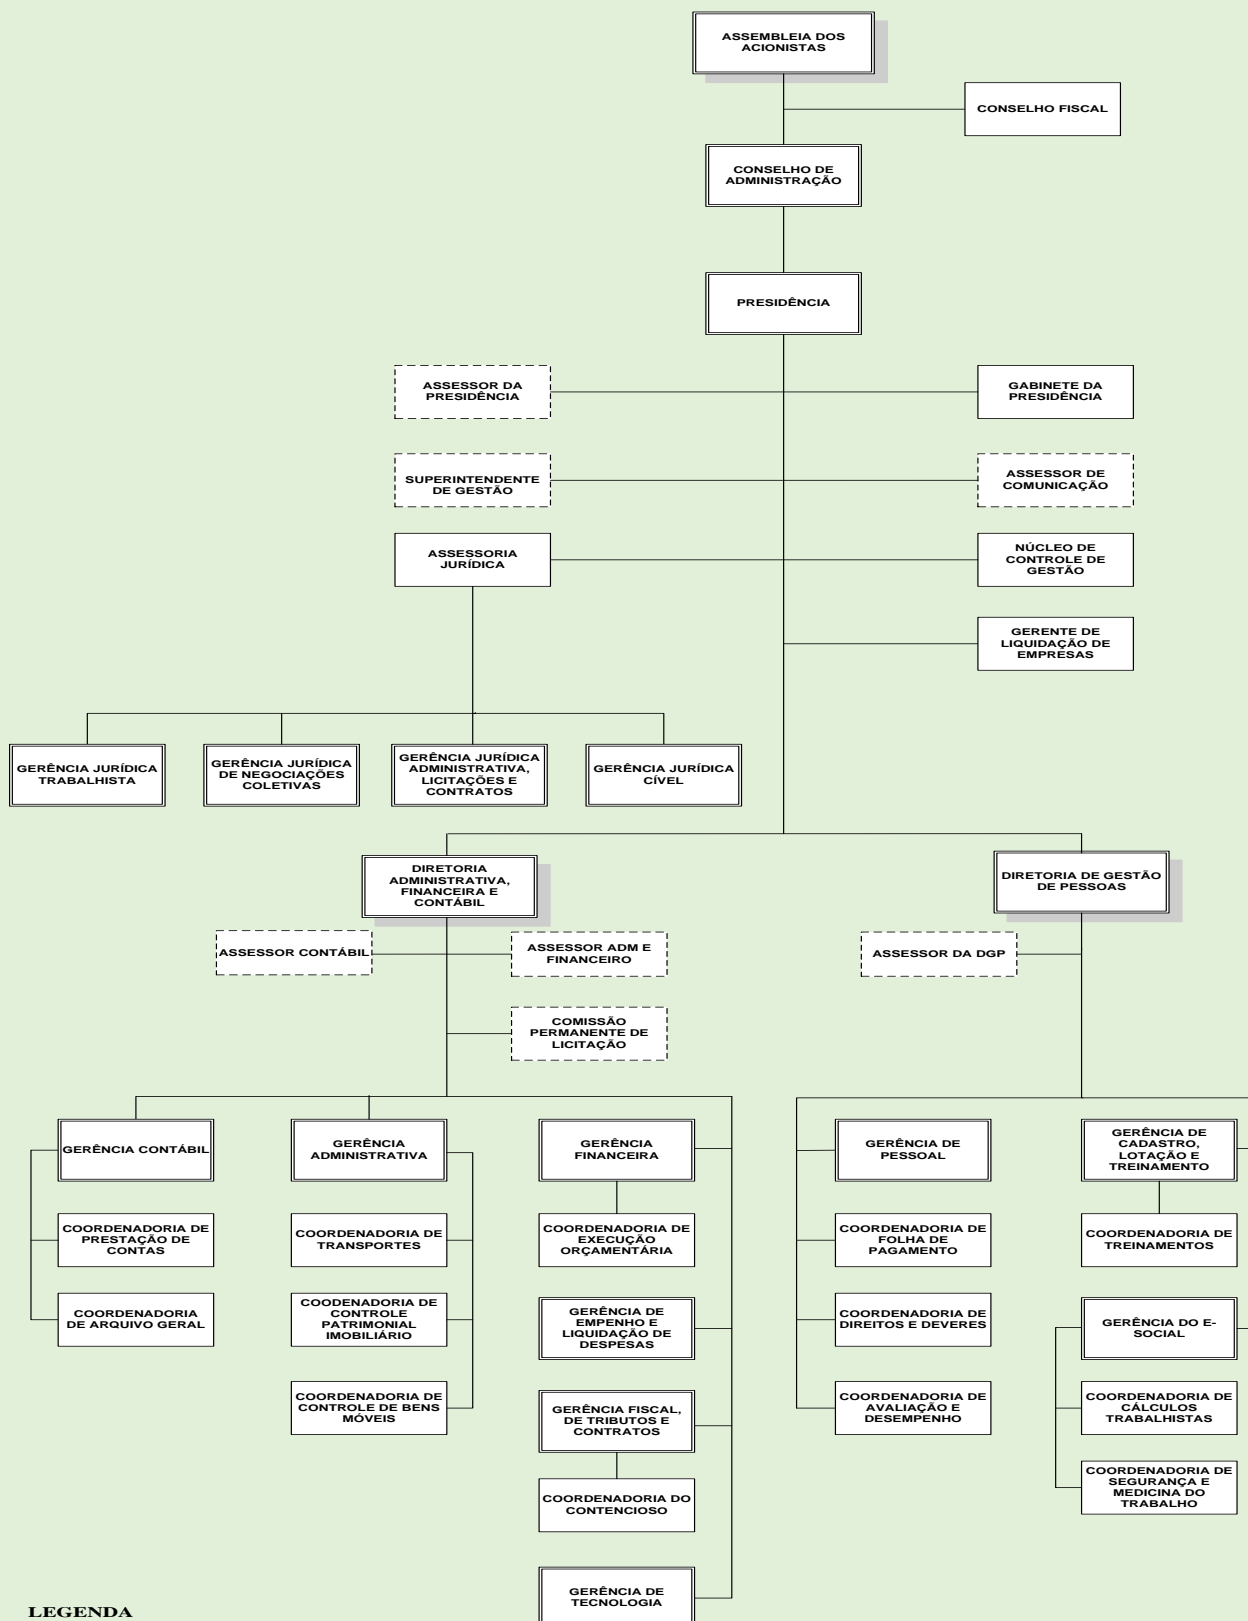 ASSEMBLEIA DOS
ACIONISTAS
CONSELHO FISCAL
CONSELHO DE
ADMINISTRAÇÃO
PRESIDÊNCIA
ASSESSOR DA
PRESIDÊNCIA
GABINETE DA
PRESIDÊNCIA
SUPERINTENDENTE
DE GESTÃO
ASSESSOR DE
COMUNICAÇÃO
ASSESSORIA
JURÍDICA
NÚCLEO DE
CONTROLE DE
GESTÃO
GERENTE DE
LIQUIDAÇÃO DE
EMPRESAS
GERÊNCIA JURÍDICA
TRABALHISTA
GERÊNCIA JURÍDICA
DE NEGOCIAÇÕES
COLETIVAS
GERÊNCIA JURÍDICA
ADMINISTRATIVA,
LICITAÇÕES E
CONTRATOS
GERÊNCIA JURÍDICA
CÍVEL
DIRETORIA
ADMINISTRATIVA,
FINANCEIRA E
CONTÁBIL
DIRETORIA DE GESTÃO
DE PESSOAS
ASSESSOR CONTÁBIL
ASSESSOR ADM E
FINANCEIRO
ASSESSOR DA DGP
COMISSÃO
PERMANENTE DE
LICITAÇÃO
GERÊNCIA CONTÁBIL
GERÊNCIA
ADMINISTRATIVA
GERÊNCIA
FINANCEIRA
GERÊNCIA DE
PESSOAL
GERÊNCIA DE
CADASTRO,
LOTAÇÃO E
TREINAMENTO
COORDENADORIA DE
PRESTAÇÃO DE
CONTAS
COORDENADORIA DE
TRANSPORTES
COORDENADORIA DE
EXECUÇÃO
ORÇAMENTÁRIA
COORDENADORIA DE
FOLHA DE
PAGAMENTO
COORDENADORIA DE
TREINAMENTOS
COORDENADORIA
DE ARQUIVO GERAL
COODENADORIA DE
CONTROLE
PATRIMONIAL
IMOBILIÁRIO
GERÊNCIA DE
EMPENHO E
LIQUIDAÇÃO DE
DESPESAS
COORDENADORIA DE
DIREITOS E DEVERES
GERÊNCIA DO E-
SOCIAL
COORDENADORIA DE
CONTROLE DE BENS
MÓVEIS
GERÊNCIA FISCAL,
DE TRIBUTOS E
CONTRATOS
COORDENADORIA DE
AVALIAÇÃO E
DESEMPENHO
COORDENADORIA DE
CÁLCULOS
TRABALHISTAS
COORDENADORIA DO
CONTENCIOSO
COORDENADORIA DE
SEGURANÇA E
MEDICINA DO
TRABALHO
GERÊNCIA DE
TECNOLOGIA
LEGENDA